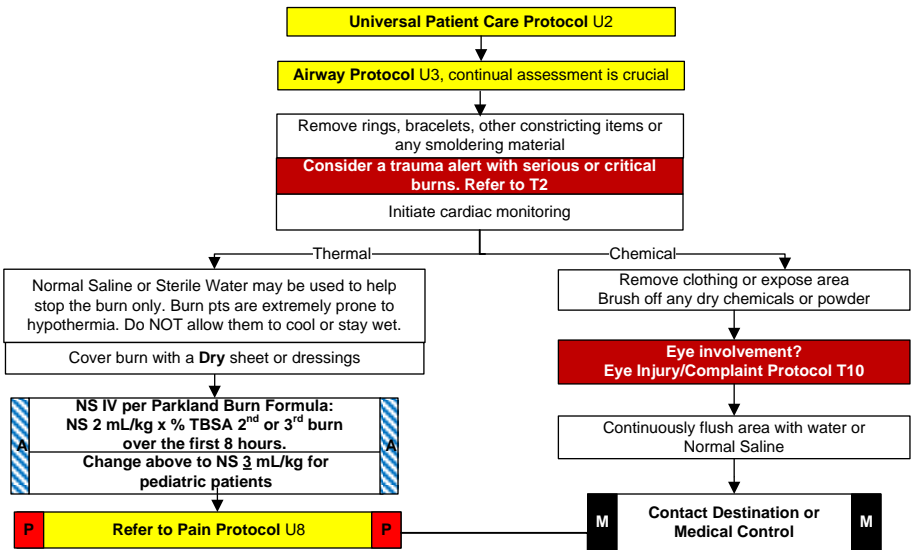 Universal Patient Care Protocol U2
Airway Protocol U3, continual assessment is crucial
Remove rings, bracelets, other constricting items or
any smoldering material
Consider a trauma alert with serious or critical
burns. Refer to T2
Initiate cardiac monitoring
Thermal
Normal Saline or Sterile Water may be used to help
stop the burn only. Burn pts are extremely prone to
hypothermia. Do NOT allow them to cool or stay wet.
Cover burn with a Dry sheet or dressings
A
NS IV per Parkland Burn Formula:
NS 2 mL/kg x % TBSA 2nd or 3rd burn
over the first 8 hours.
Change above to NS 3 mL/kg for
pediatric patients
A
P
Refer to Pain Protocol U8
P
Chemical
Remove clothing or expose area
Brush off any dry chemicals or powder
Eye involvement?
Eye Injury/Complaint Protocol T10
Continuously flush area with water or
Normal Saline
M
Contact Destination or
Medical Control
M